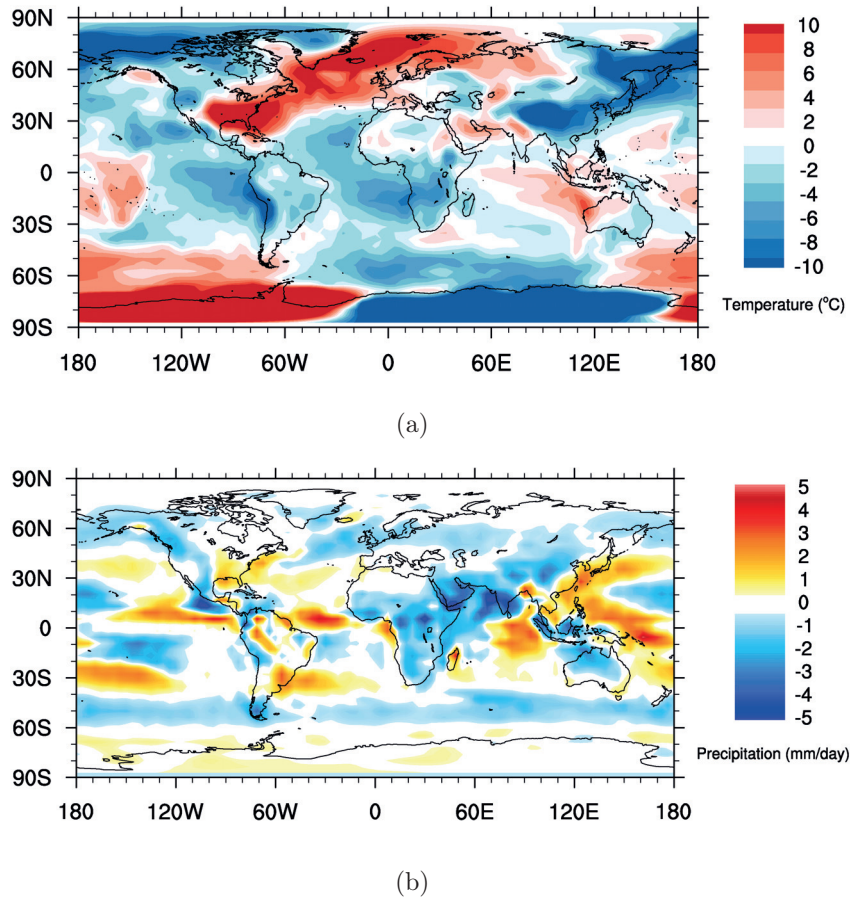 90N
60N
30N
0
30S
60S
90S
180 120W 60W 0 60E 120E 180
10
8
6
4
2
0
-2
-4
-6
-8
-10
Temperature (°C)
(a)
90N
60N
30N
0
30S
60S
90S
180 120W 60W 0 60E 120E 180
5
4
3
2
1
0
-1
-2
-3
-4
-5
Precipitation (mm/day)
(b)